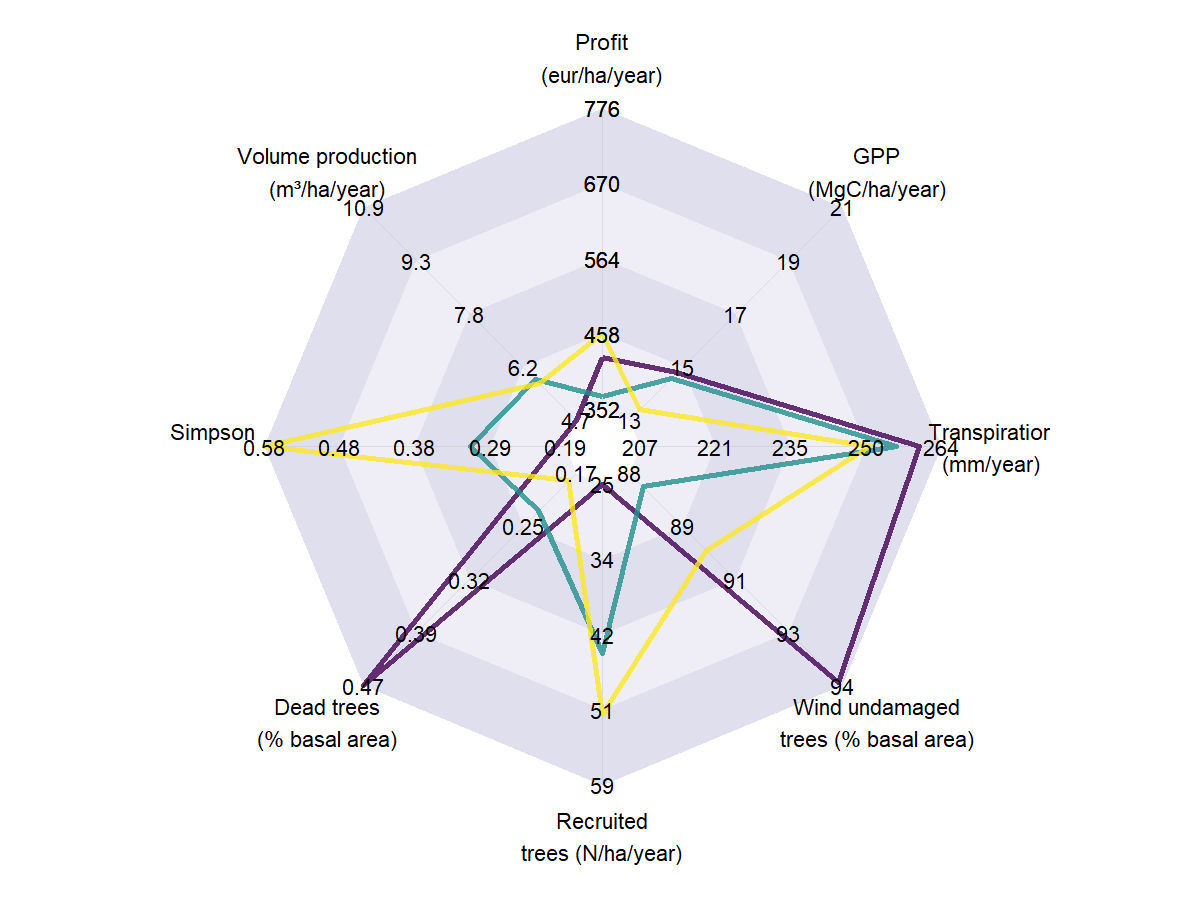 Profit
(eur/ha/year)
776
Volume production
(m³/ha/year)
10.9
GPP
(MgC/ha/year)
21
670
9.3
564
19
7.8
17
458
6.2
15
352
4.7
13
Simpson
0.58
0.48
0.38
0.29
0.19
207
221
235
250
264
Transpiratior
(mm/year)
0.17
25
88
0.25
89
34
0.32
91
0.39
42
93
0.47
94
Dead trees
(% basal area)
Wind undamaged
trees (% basal area)
51
59
Recruited
trees (N/ha/year)